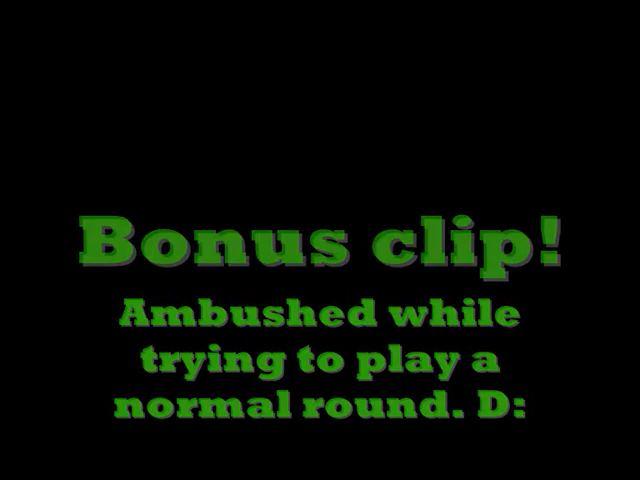 Bonus clip!
Ambushed while
trying to play a
normal round. D: